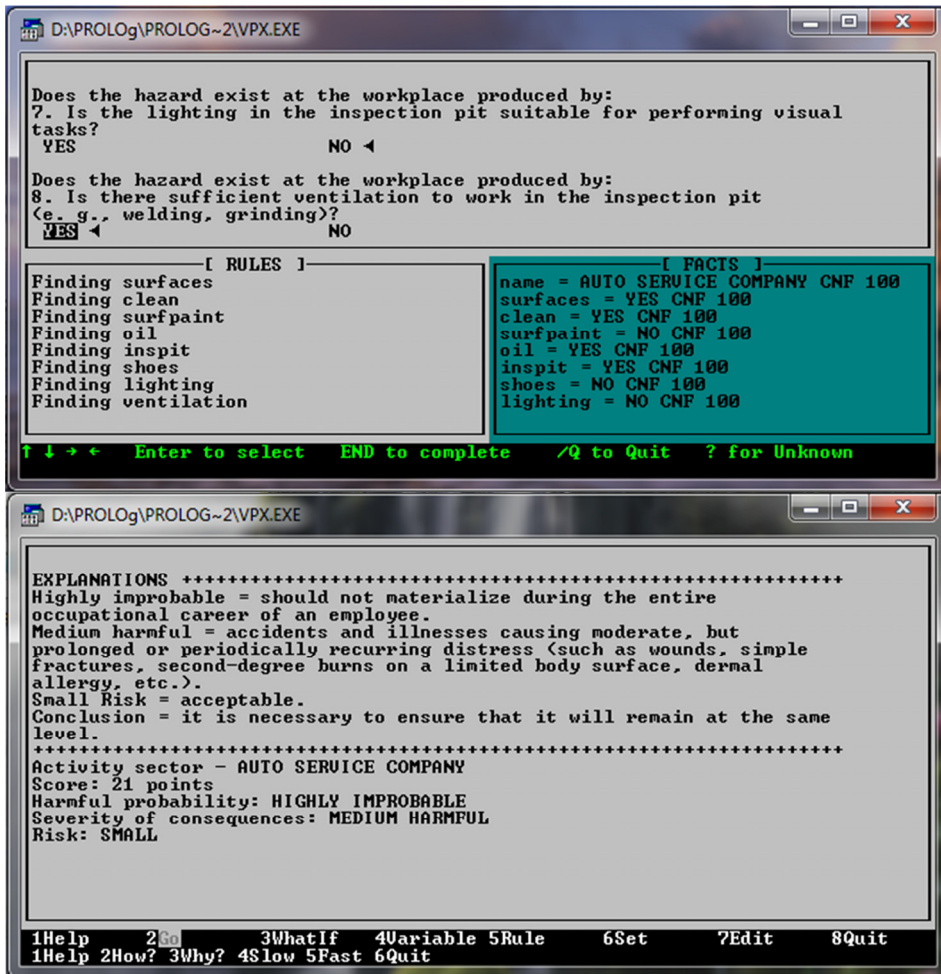 D:\PROLOg\PROLOG~2\VPX.EXE
Does the hazard exist at the workplace produced by:
7. Is the lighting in the inspection pit suitable for performing visual
tasks?
YES NO ◄
Does the hazard exist at the workplace produced by:
8. Is there sufficient ventilation to work in the inspection pit
(e. g., welding, grinding)?
YES ◄ NO
[ RULES ]
Finding surfaces
Finding clean
Finding surfpaint
Finding oil
Finding inspit
Finding shoes
Finding lighting
Finding ventilation
[ FACTS ]
name = AUTO SERVICE COMPANY CNF 100
surfaces = YES CNF 100
clean = YES CNF 100
surfpaint = NO CNF 100
oil = YES CNF 100
inspit = YES CNF 100
shoes = NO CNF 100
lighting = NO CNF 100
↑ ↓ → ← Enter to select END to complete /Q to Quit ? for Unknown
D:\PROLOg\PROLOG~2\VPX.EXE
EXPLANATIONS ++++++++++++++++++++++++++++++++++++++++++++++++++++++++++
Highly improbable = should not materialize during the entire
occupational career of an employee.
Medium harmful = accidents and illnesses causing moderate, but
prolonged or periodically recurring distress (such as wounds, simple
fractures, second-degree burns on a limited body surface, dermal
allergy, etc.).
Small Risk = acceptable.
Conclusion = it is necessary to ensure that it will remain at the same
level.
+++++++++++++++++++++++++++++++++++++++++++++++++++++++++++++++++++++++
Activity sector - AUTO SERVICE COMPANY
Score: 21 points
Harmful probability: HIGHLY IMPROBABLE
Severity of consequences: MEDIUM HARMFUL
Risk: SMALL
1Help 2Go 3WhatIf 4Variable 5Rule 6Set 7Edit 8Quit
1Help 2How? 3Why? 4Slow 5Fast 6Quit